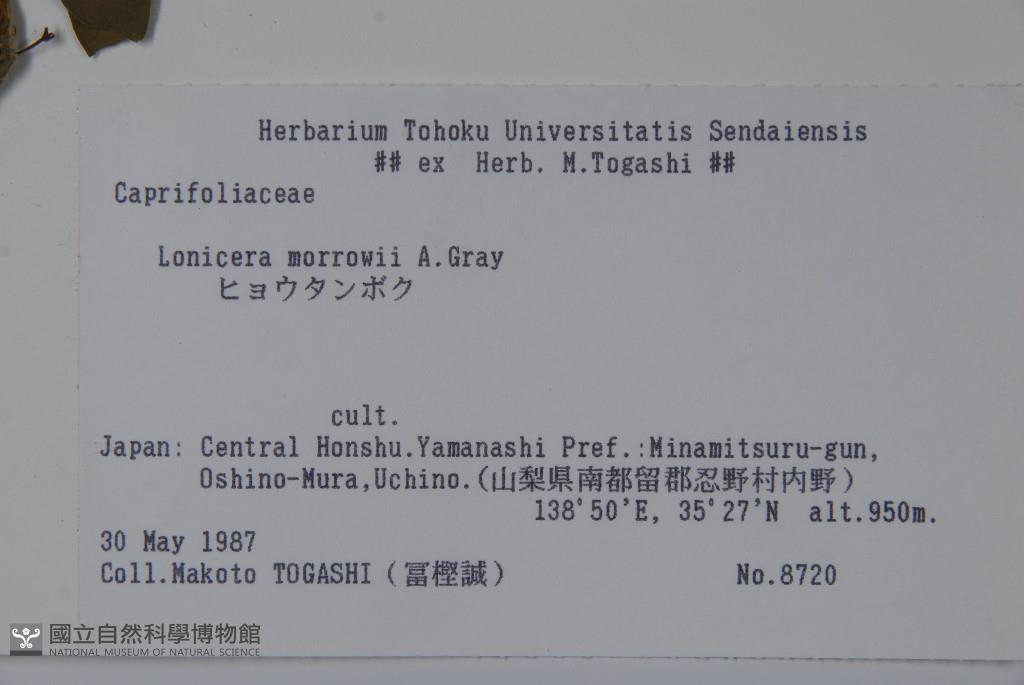 Herbarium Tohoku Universitatis Sendaiensis
## ex Herb. M.Togashi ##
Caprifoliaceae
Lonicera morrowii A.Gray
ヒョウタンボク
cult.
Japan: Central Honshu.Yamanashi Pref.:Minamitsuru-gun,
Oshino-Mura,Uchino.(山梨県南都留郡忍野村内野)
138°50'E, 35°27'N alt.950m.
30 May 1987
Coll.Makoto TOGASHI (冨樫誠) No.8720
國立自然科學博物館
NATIONAL MUSEUM OF NATURAL SCIENCE